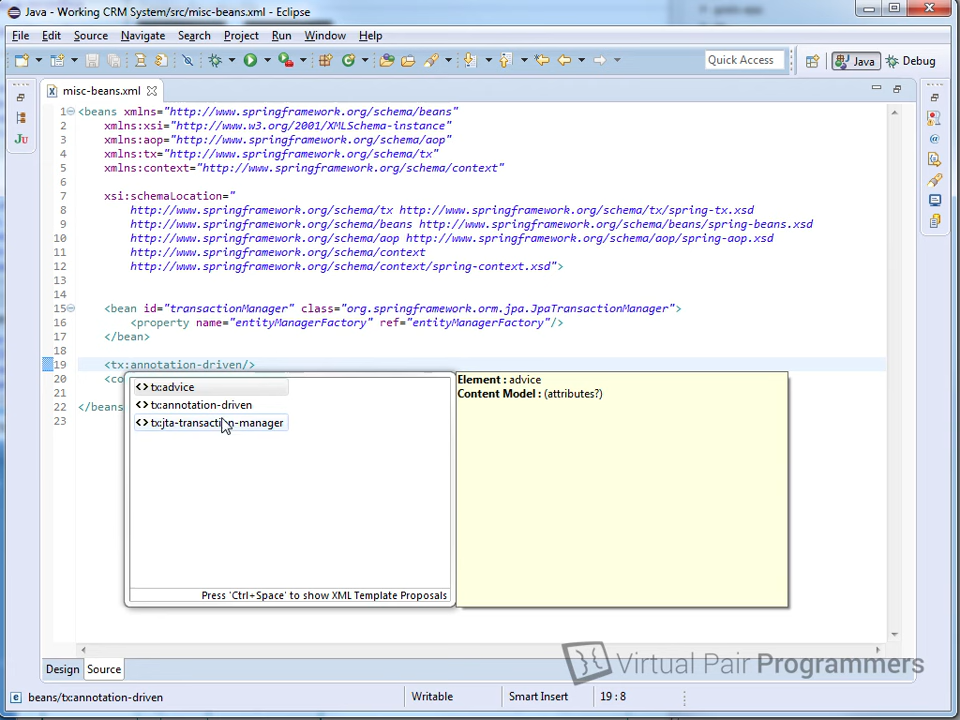 Java - Working CRM System/src/misc-beans.xml - Eclipse
File Edit Source Navigate Search Project Run Window Help
Quick Access Java Debug
misc-beans.xml
1 <beans xmlns="http://www.springframework.org/schema/beans"
2 xmlns:xsi="http://www.w3.org/2001/XMLSchema-instance"
3 xmlns:aop="http://www.springframework.org/schema/aop"
4 xmlns:tx="http://www.springframework.org/schema/tx"
5 xmlns:context="http://www.springframework.org/schema/context"
6
7 xsi:schemaLocation="
8 http://www.springframework.org/schema/tx http://www.springframework.org/schema/tx/spring-tx.xsd
9 http://www.springframework.org/schema/beans http://www.springframework.org/schema/beans/spring-beans.xsd
10 http://www.springframework.org/schema/aop http://www.springframework.org/schema/aop/spring-aop.xsd
11 http://www.springframework.org/schema/context
12 http://www.springframework.org/schema/context/spring-context.xsd">
13
14
15 <bean id="transactionManager" class="org.springframework.orm.jpa.JpaTransactionManager">
16 <property name="entityManagerFactory" ref="entityManagerFactory"/>
17 </bean>
18
19 <tx:annotation-driven/>
20 <co
21
22 </beans
23
tx:advice
tx:annotation-driven
tx:jta-transaction-manager
Press 'Ctrl+Space' to show XML Template Proposals
Element : advice
Content Model : (attributes?)
Design Source
Virtual Pair Programmers
beans/tx:annotation-driven Writable Smart Insert 19 : 8